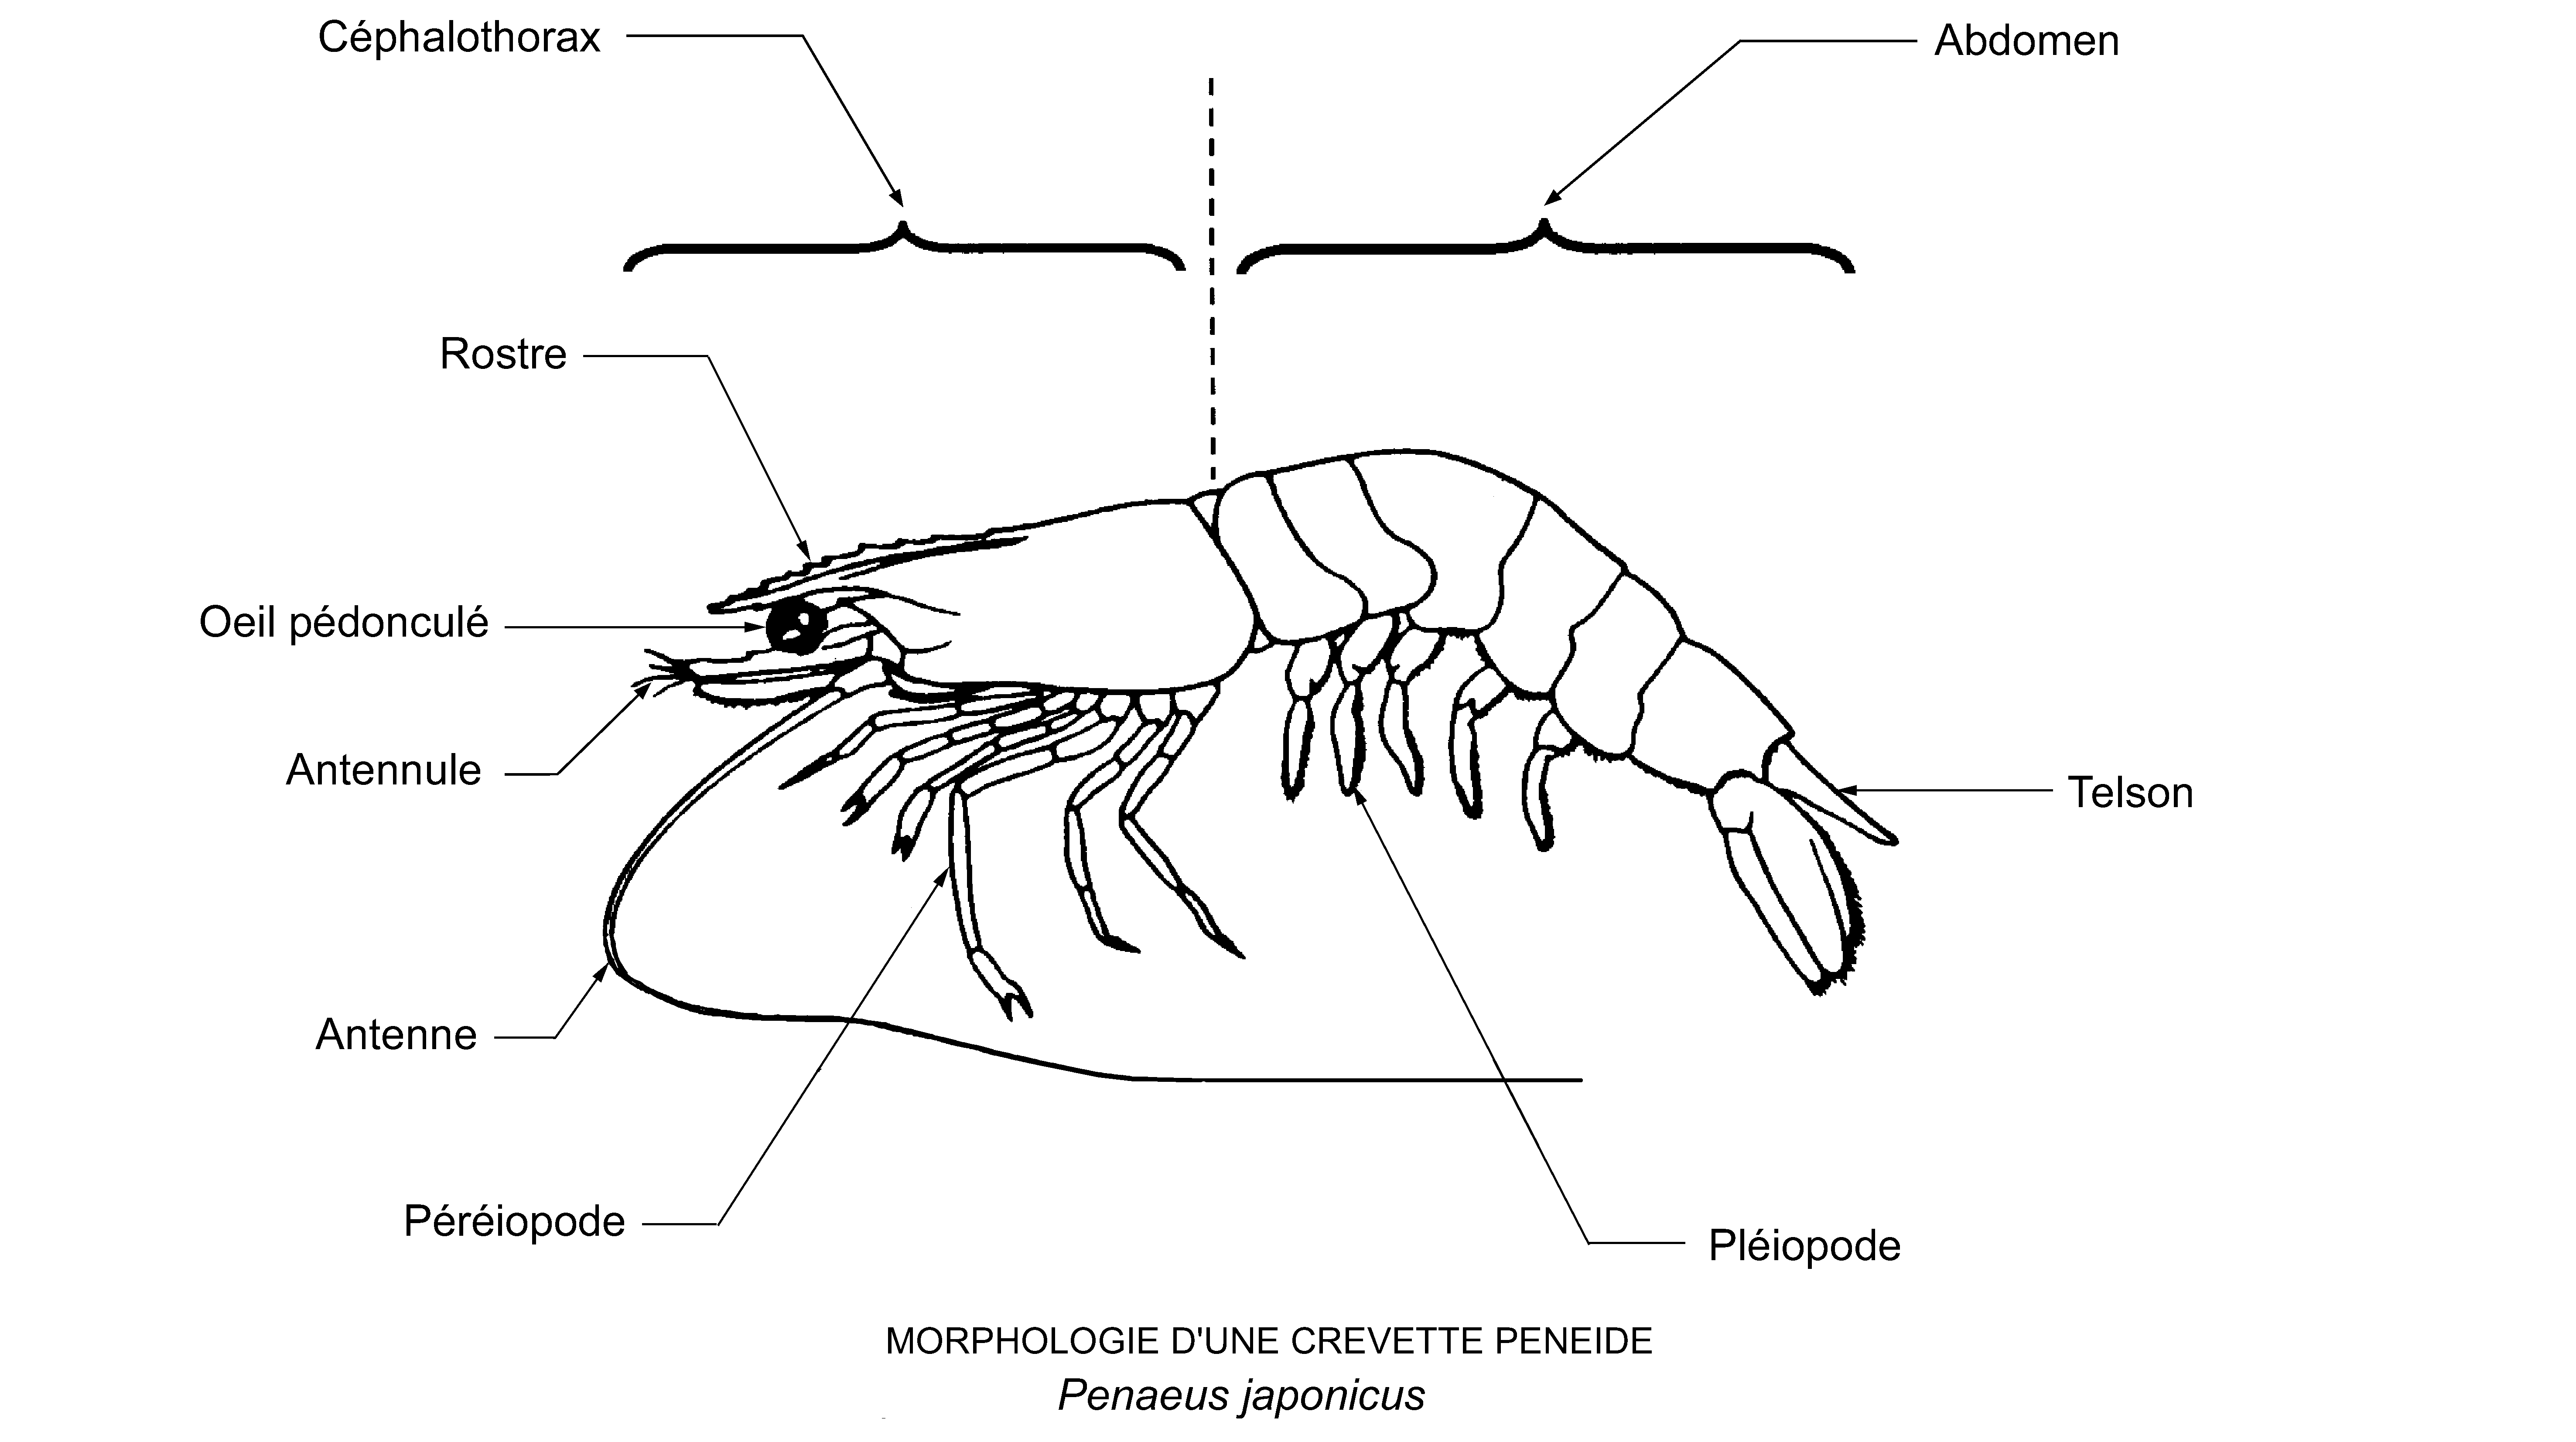 Céphalothorax
Abdomen
Rostre
Oeil pédonculé
Antennule
Telson
Antenne
Péréiopode
Pléiopode
MORPHOLOGIE D'UNE CREVETTE PENEIDE
Penaeus japonicus